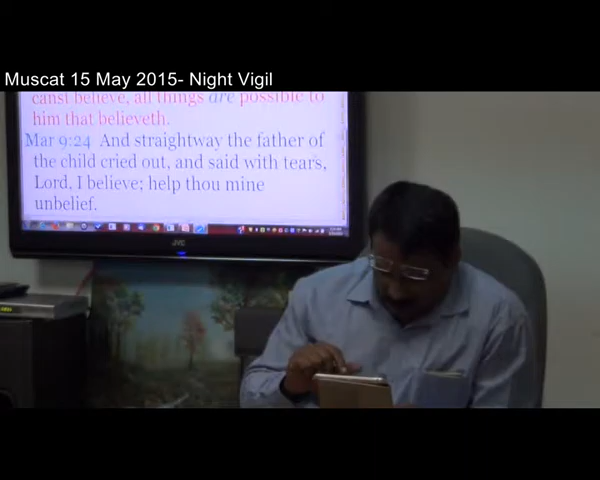 Muscat 15 May 2015- Night Vigil
canst believe, all things are possible to
him that believeth.
Mar 9:24 And straightway the father of
the child cried out, and said with tears,
Lord, I believe; help thou mine
unbelief.
JVC